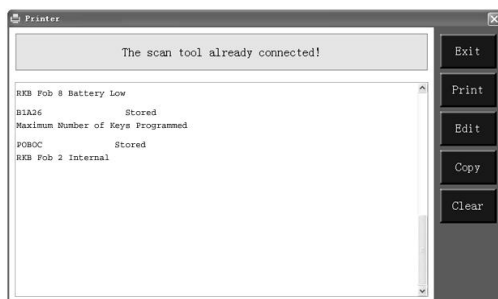 Printer
The scan tool already connected!
RKB Fob 8 Battery Low
B1A26 Stored
Maximum Number of Keys Programmed
POBOC Stored
RKB Fob 2 Internal
Exit
Print
Edit
Copy
Clear